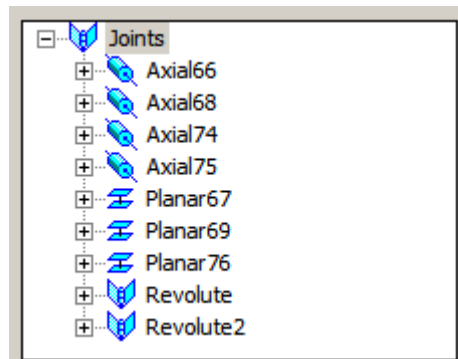 Joints
Axial66
Axial68
Axial74
Axial75
Planar67
Planar69
Planar76
Revolute
Revolute2